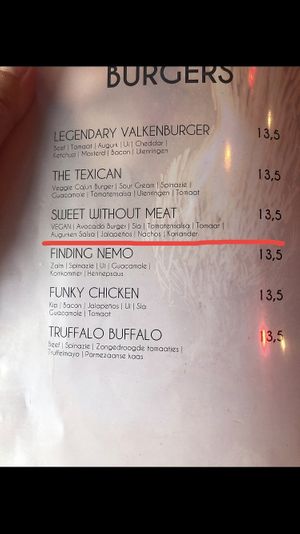 BURGERS
LEGENDARY VALKENBURGER 13,5
Beef | Tomaat | Augurk | Ui | Cheddar |
Ketchup | Mosterd | Bacon | Uienringen
THE TEXICAN 13,5
Veggie Cajun Burger | Sour Cream | Spinazie |
Guacamole | Tomatensalsa | Uienringen | Tomaat
SWEET WITHOUT MEAT 13,5
VEGAN | Avocado Burger | Sla | Tomatensalsa | Tomaat |
Augurken Salsa | Jalapeños | Nachos | Koriander
FINDING NEMO 13,5
Zalm | Spinazie | Ui | Guacamole |
Komkommer | Hennepsaus
FUNKY CHICKEN 13,5
Kip | Bacon | Jalapeños | Ui | Sla
Guacamole | Tomaat
TRUFFALO BUFFALO 13,5
Beef | Spinazie | Zongedroogde tomaatjes |
Truffelmayo | Parmezaanse kaas